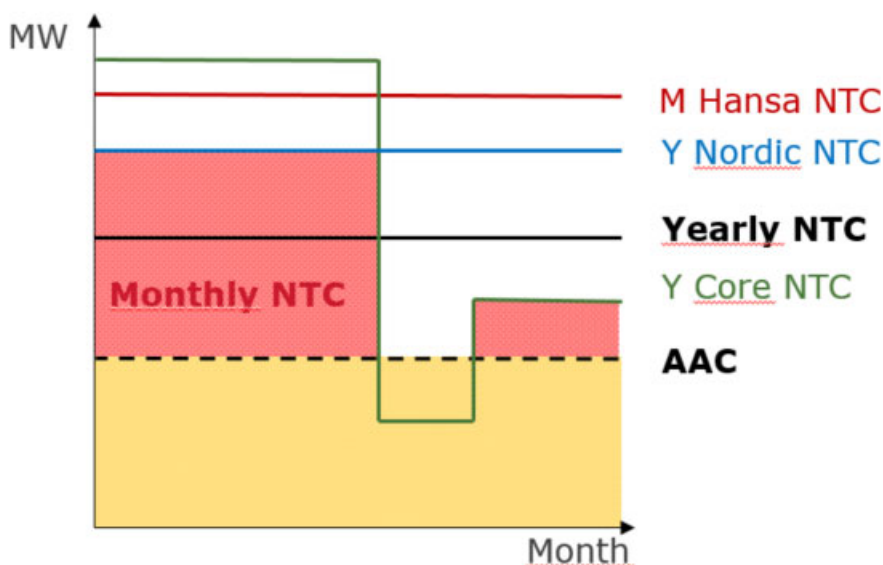 MW
M Hansa NTC
Y Nordic NTC
Yearly NTC
Monthly NTC
Y Core NTC
AAC
Month